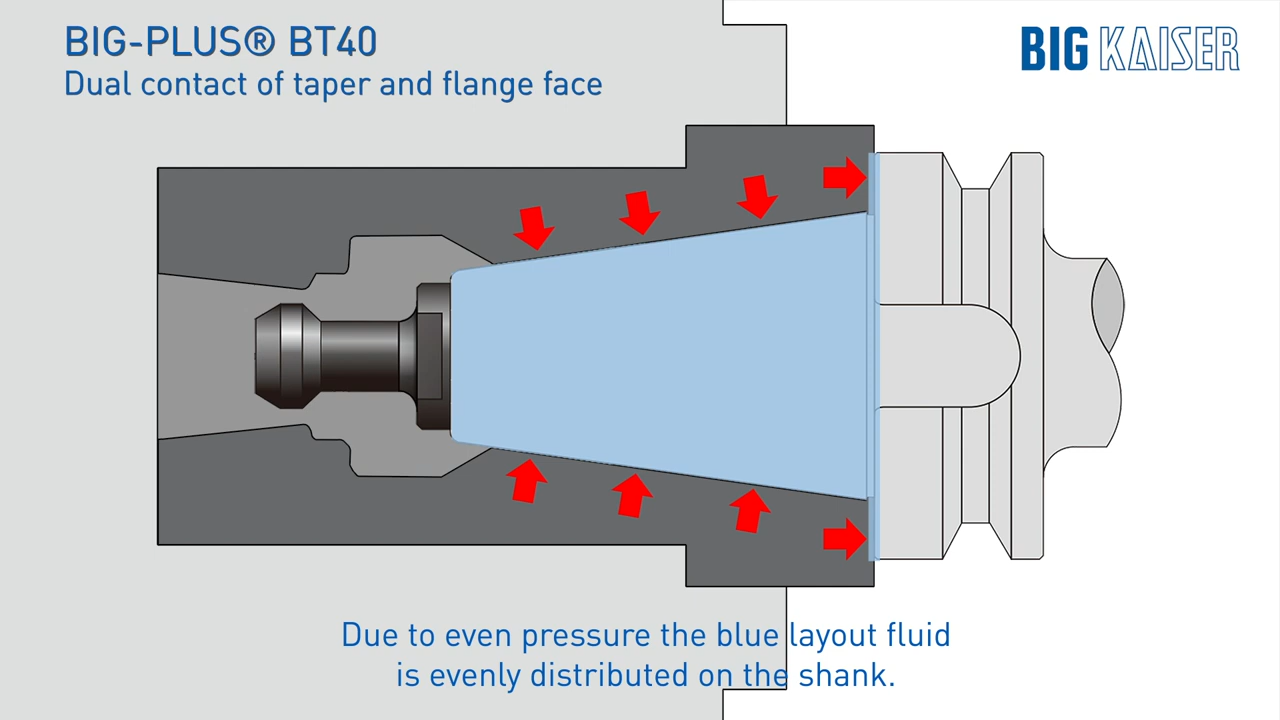 BIG-PLUS® BT40
Dual contact of taper and flange face
BIG KAISER
Due to even pressure the blue layout fluid
is evenly distributed on the shank.